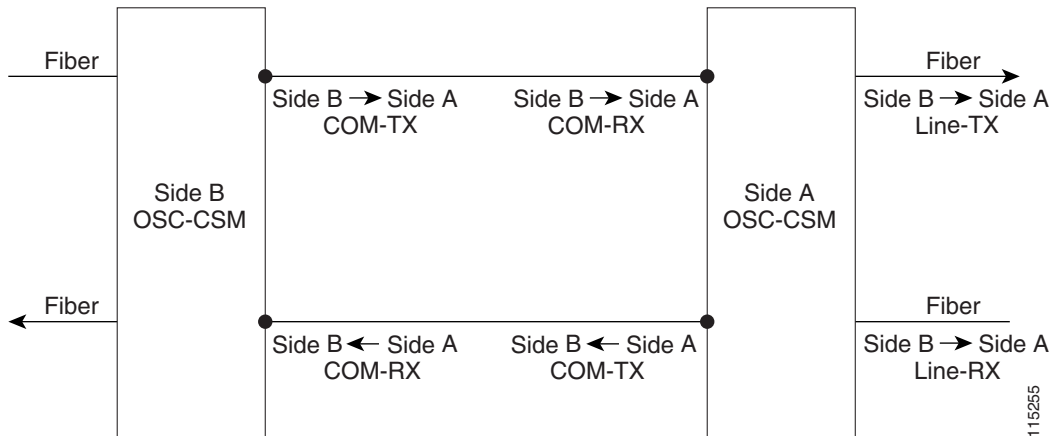 Fiber
Fiber
Side B → Side A
COM-TX
Side B → Side A
COM-RX
Side B → Side A
Line-TX
Side B
OSC-CSM
Side A
OSC-CSM
Fiber
Fiber
Side B ← Side A
COM-RX
Side B ← Side A
COM-TX
Side B → Side A
Line-RX
115255